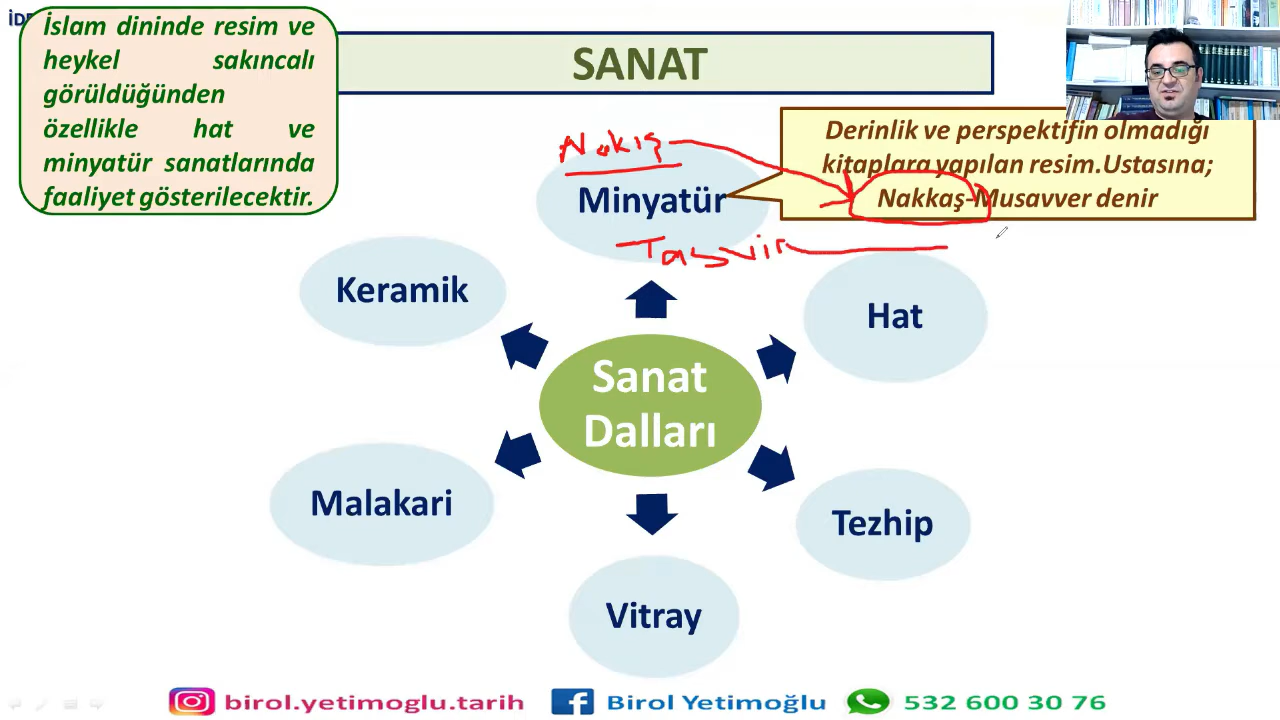 SANAT
İslam dininde resim ve
heykel sakıncalı
görüldüğünden
özellikle hat ve
minyatür sanatlarında
faaliyet gösterilecektir.
Derinlik ve perspektifin olmadığı
kitaplara yapılan resim.Ustasına;
Nakkaş-Musavver denir
Nakış
Minyatür
Tasvir
Keramik
Hat
Sanat
Dalları
Malakari
Tezhip
Vitray
birol.yetimoglu.tarih
Birol Yetimoğlu
532 600 30 76